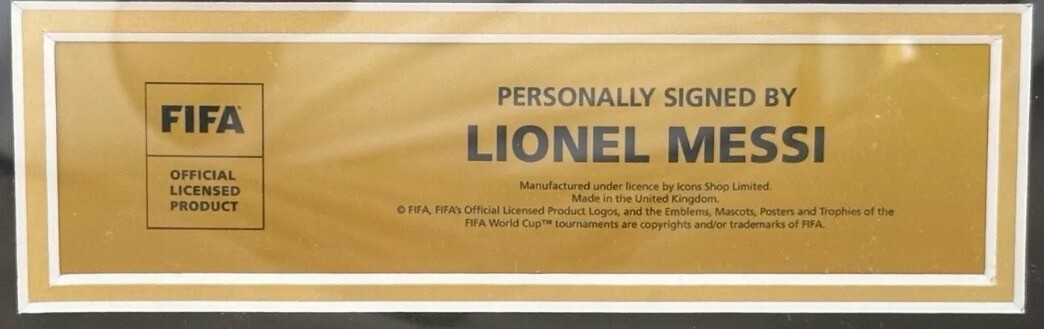 FIFA®
OFFICIAL
LICENSED
PRODUCT
PERSONALLY SIGNED BY
LIONEL MESSI
Manufactured under licence by Icons Shop Limited.
Made in the United Kingdom.
© FIFA, FIFA's Official Licensed Product Logos, and the Emblems, Mascots, Posters and Trophies of the
FIFA World Cup™ tournaments are copyrights and/or trademarks of FIFA.